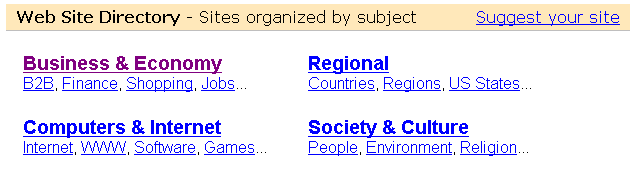 Web Site Directory - Sites organized by subject Suggest your site
Business & Economy
B2B, Finance, Shopping, Jobs...
Regional
Countries, Regions, US States...
Computers & Internet
Internet, WWW, Software, Games...
Society & Culture
People, Environment, Religion...